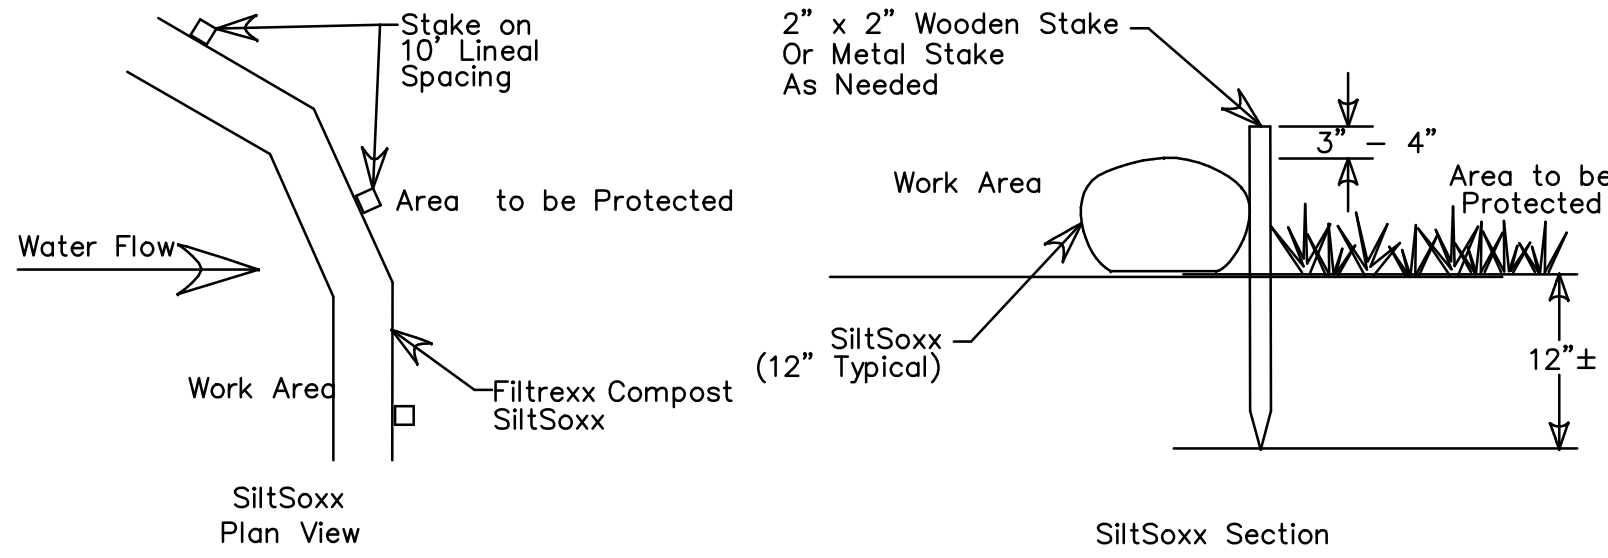 Stake on
10' Lineal
Spacing
Area to be Protected
Water Flow
Work Area
Filtrexx Compost
SiltSoxx
SiltSoxx
Plan View
2” x 2” Wooden Stake
Or Metal Stake
As Needed
3” – 4”
Work Area
Area to be
Protected
SiltSoxx
(12” Typical)
12”±
SiltSoxx Section